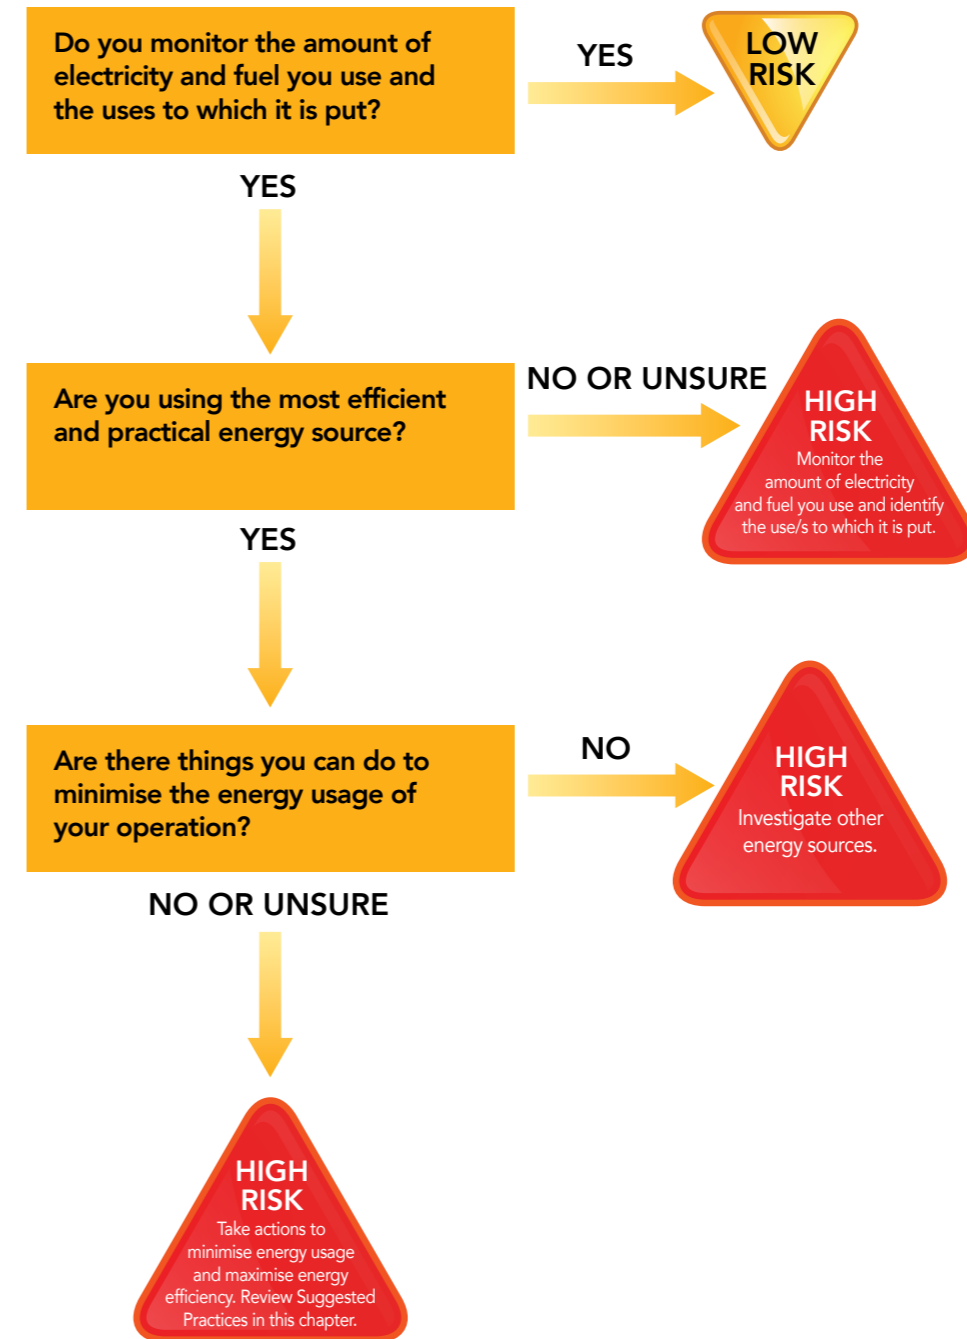 Do you monitor the amount of
electricity and fuel you use and
the uses to which it is put?
YES
LOW
RISK
YES
Are you using the most efficient
and practical energy source?
NO OR UNSURE
HIGH
RISK
Monitor the
amount of electricity
and fuel you use and identify
the use/s to which it is put.
YES
Are there things you can do to
minimise the energy usage of
your operation?
NO
HIGH
RISK
Investigate other
energy sources.
NO OR UNSURE
HIGH
RISK
Take actions to
minimise energy usage
and maximise energy
efficiency. Review Suggested
Practices in this chapter.